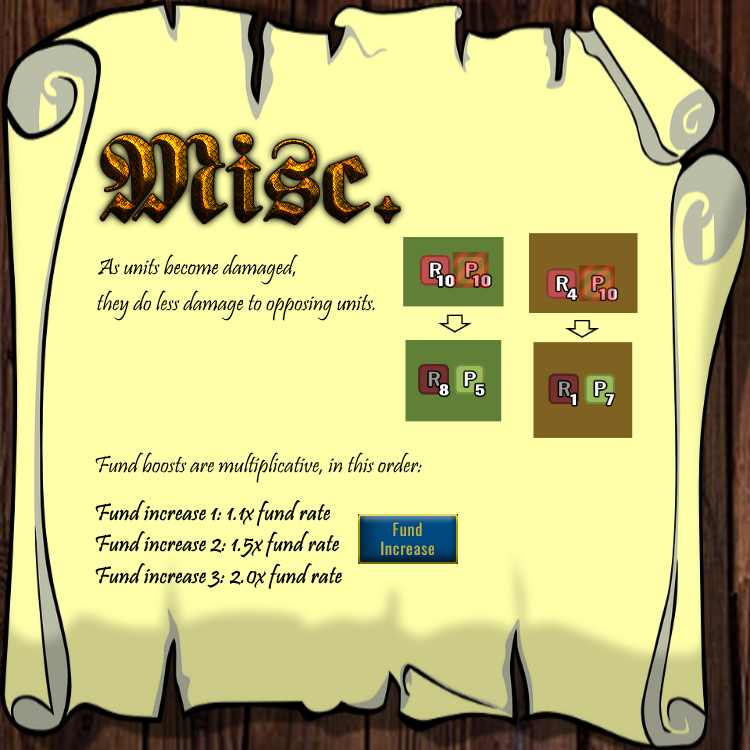 Misc.
As units become damaged,
they do less damage to opposing units.
R10 P10
R4 P10
R8 P5
R1 P7
Fund boosts are multiplicative, in this order:
Fund increase 1: 1.1x fund rate
Fund increase 2: 1.5x fund rate
Fund increase 3: 2.0x fund rate
Fund
Increase